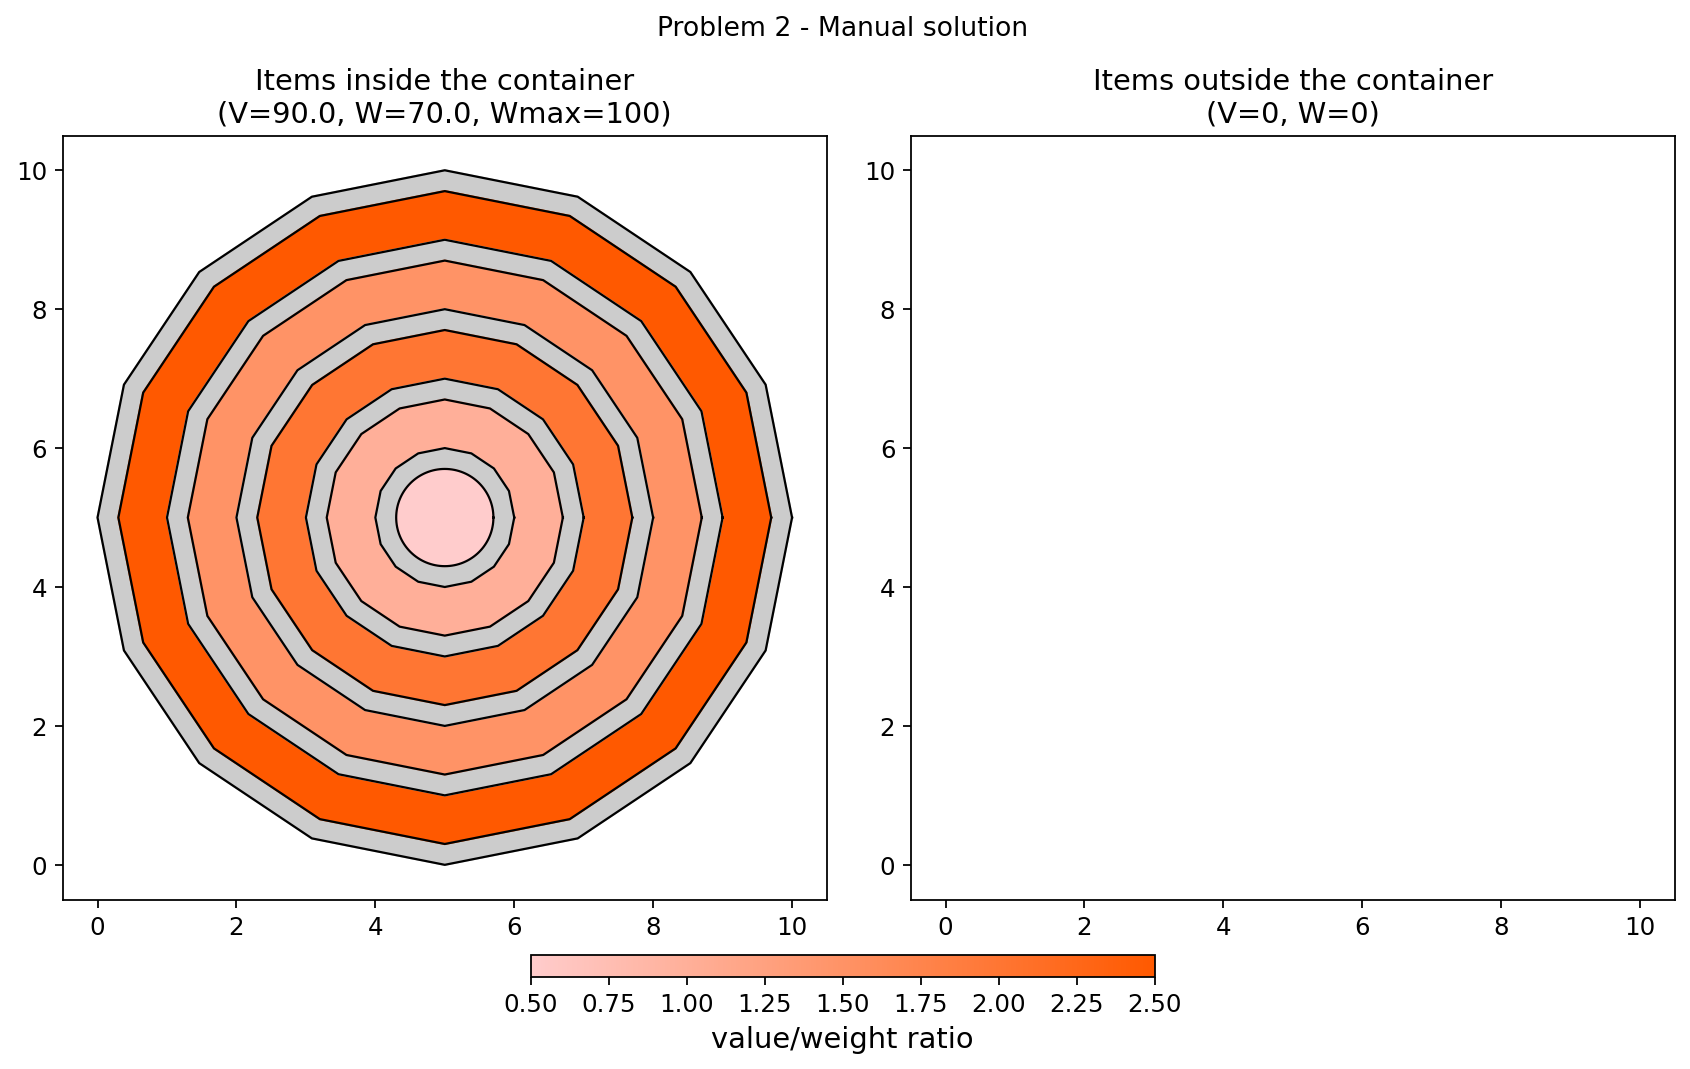 Problem 2 - Manual solution
Items inside the container
(V=90.0, W=70.0, Wmax=100)
10
8
6
4
2
0
0 2 4 6 8 10
Items outside the container
(V=0, W=0)
10
8
6
4
2
0
0 2 4 6 8 10
0.50 0.75 1.00 1.25 1.50 1.75 2.00 2.25 2.50
value/weight ratio